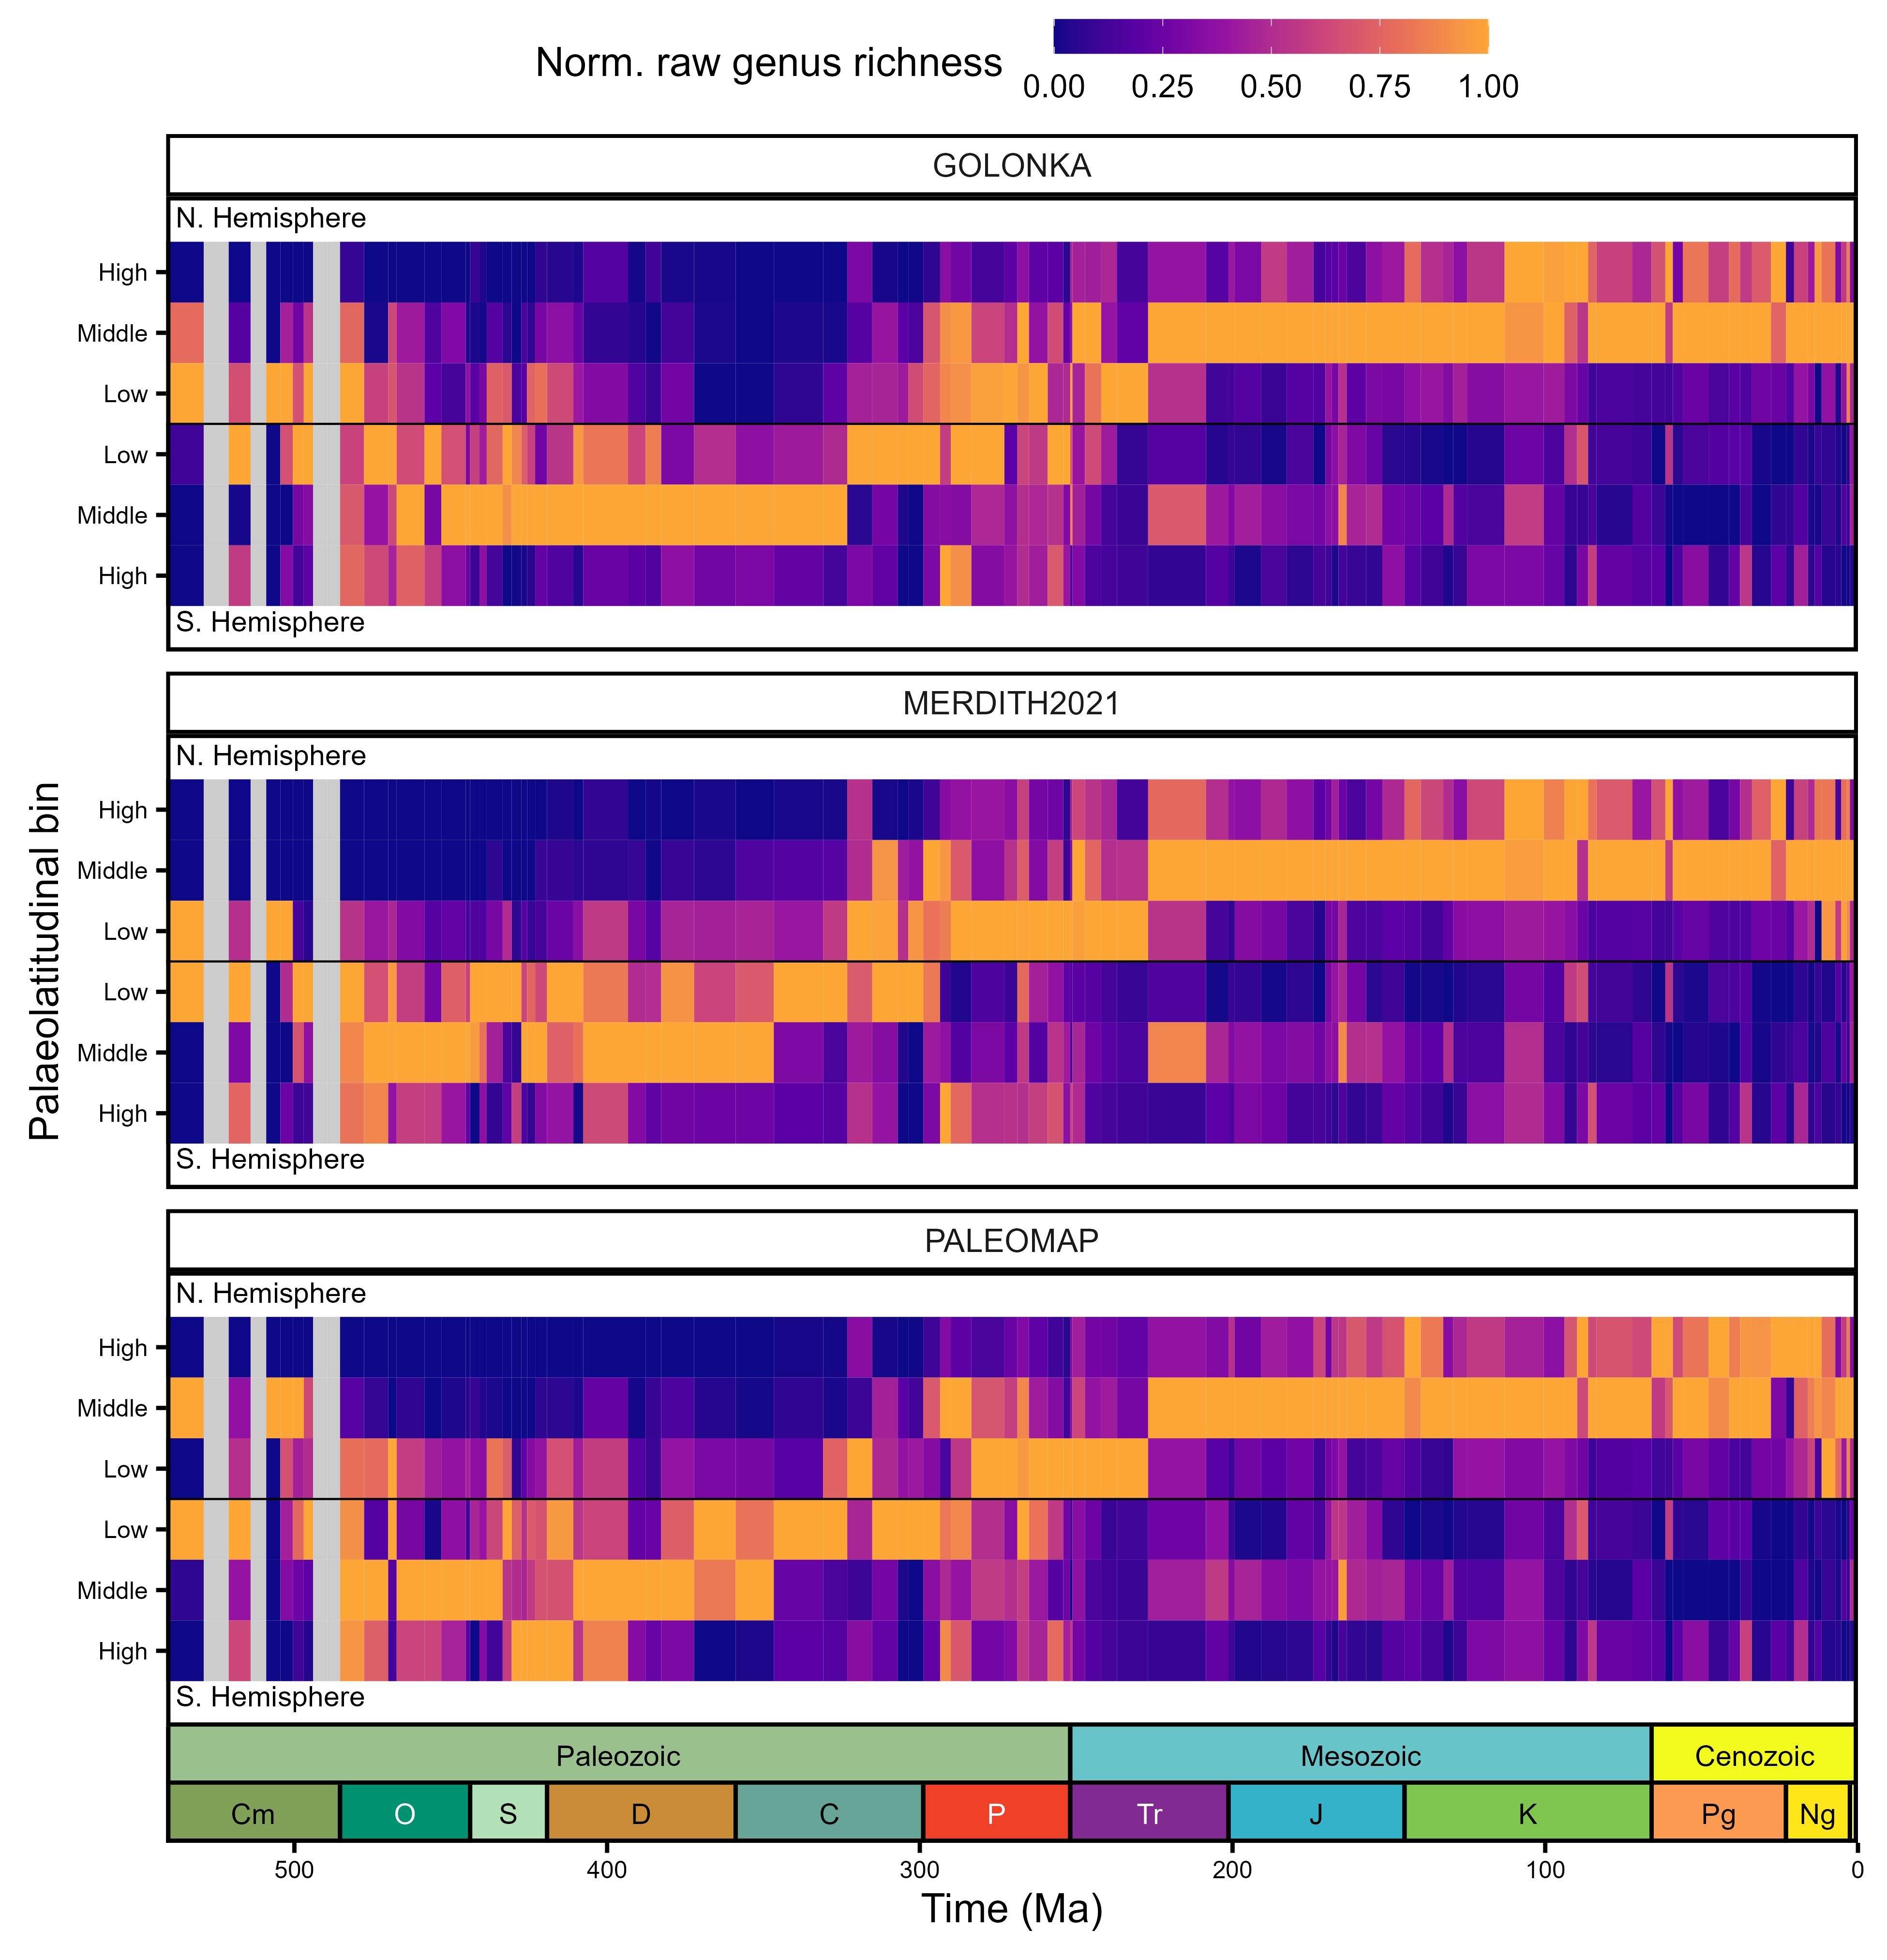 Norm. raw genus richness
0.00 0.25 0.50 0.75 1.00
GOLONKA
N. Hemisphere
High
Middle
Low
Low
Middle
High
S. Hemisphere
MERDITH2021
N. Hemisphere
High
Middle
Low
Low
Middle
High
S. Hemisphere
Palaeolatitudinal bin
PALEOMAP
N. Hemisphere
High
Middle
Low
Low
Middle
High
S. Hemisphere
Paleozoic Mesozoic Cenozoic
Cm O S D C P Tr J K Pg Ng
500 400 300 200 100 0
Time (Ma)